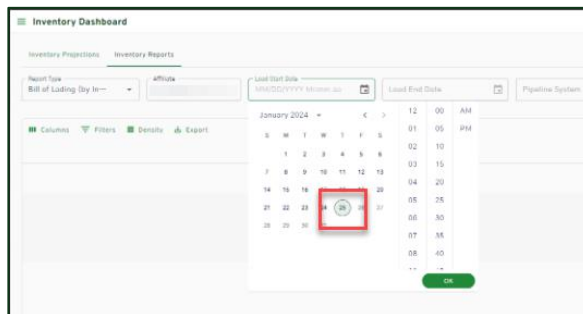 Inventory Dashboard
Inventory Projections Inventory Reports
Report Type Affiliate Load Start Date
Bill of Lading (by In— MM/DD/YYYY hh:mm aa Load End Date Pipeline System
Columns Filters Density Export
January 2024
S M T W T F S
1 2 3 4 5 6
7 8 9 10 11 12 13
14 15 16 20
21 22 23 24 25 26 27
28 29 30
12 00 AM
01 05 PM
02 10
03 15
04 20
05 25
06 30
07 35
08 40
OK